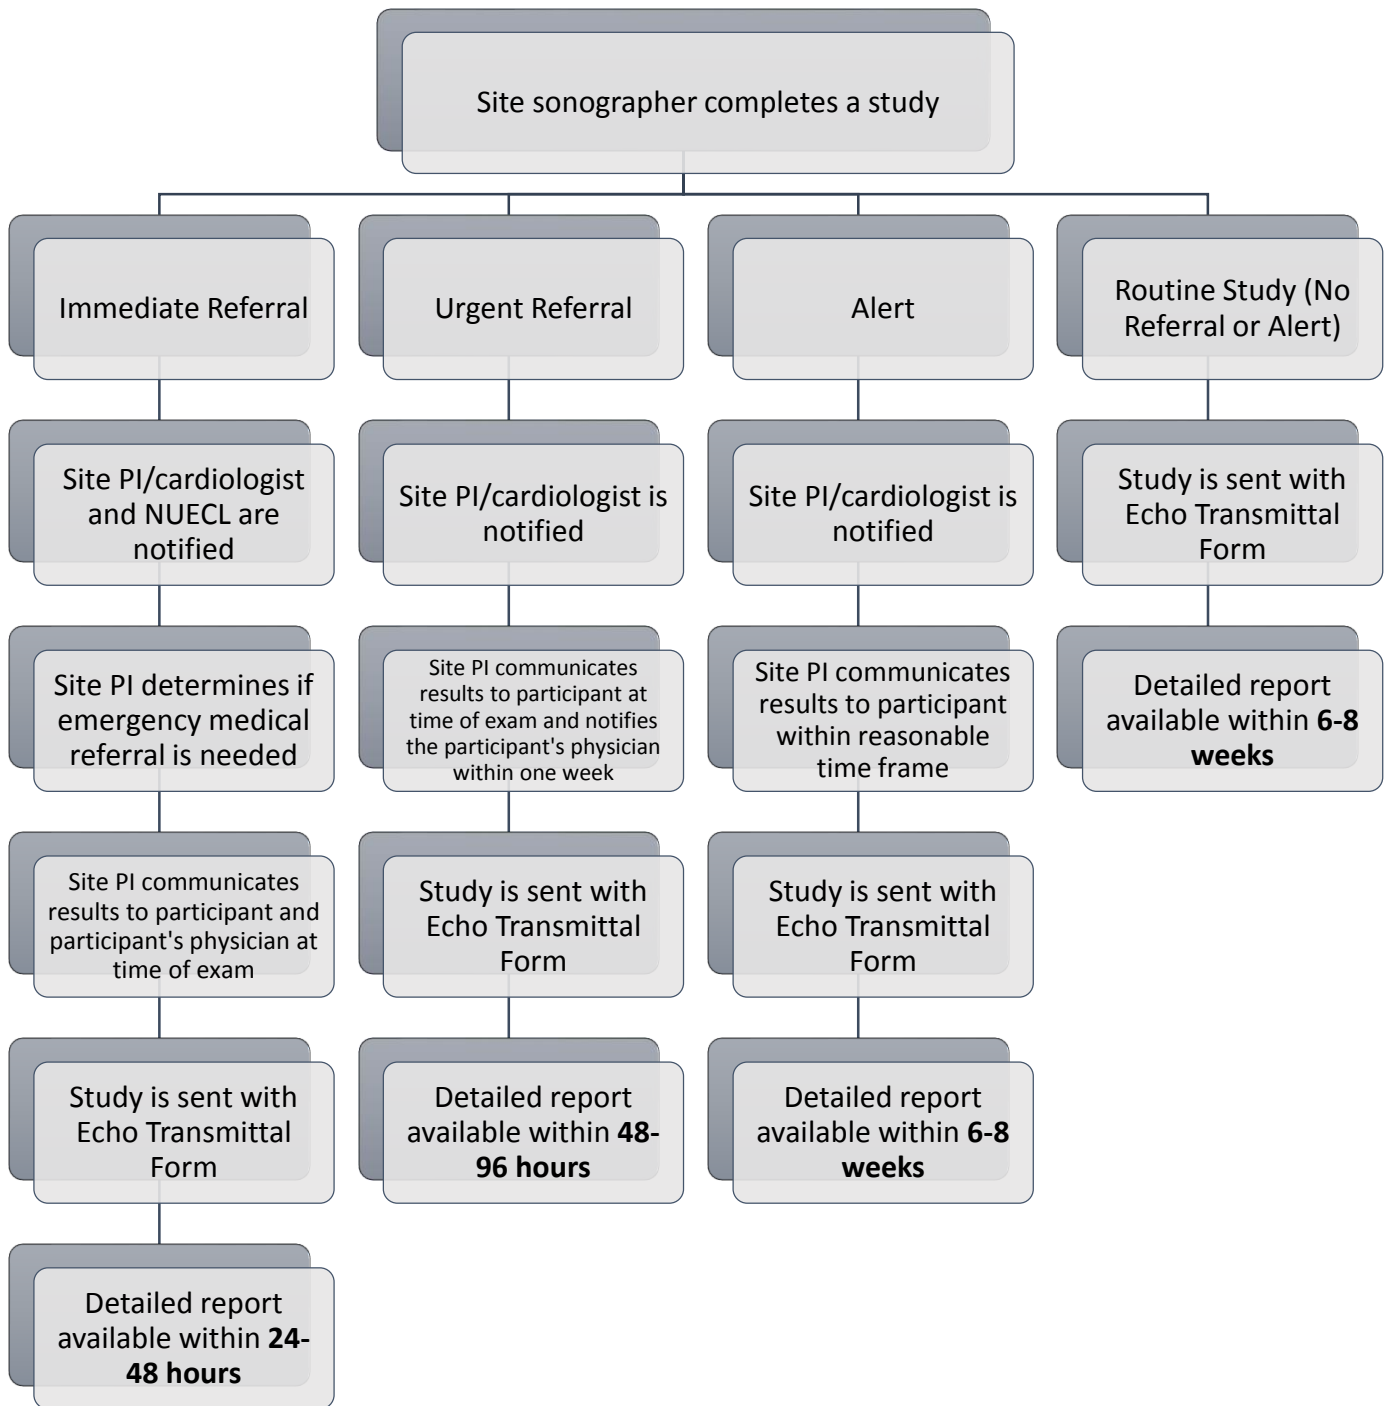 Site sonographer completes a study
Immediate Referral
Urgent Referral
Alert
Routine Study (No
Referral or Alert)
Site PI/cardiologist
and NUECL are
notified
Site PI/cardiologist is
notified
Site PI/cardiologist is
notified
Study is sent with
Echo Transmittal
Form
Site PI determines if
emergency medical
referral is needed
Site PI communicates
results to participant at
time of exam and notifies
the participant's physician
within one week
Site PI communicates
results to participant
within reasonable
time frame
Detailed report
available within 6-8
weeks
Site PI communicates
results to participant and
participant's physician at
time of exam
Study is sent with
Echo Transmittal
Form
Study is sent with
Echo Transmittal
Form
Study is sent with
Echo Transmittal
Form
Detailed report
available within 48-
96 hours
Detailed report
available within 6-8
weeks
Detailed report
available within 24-
48 hours